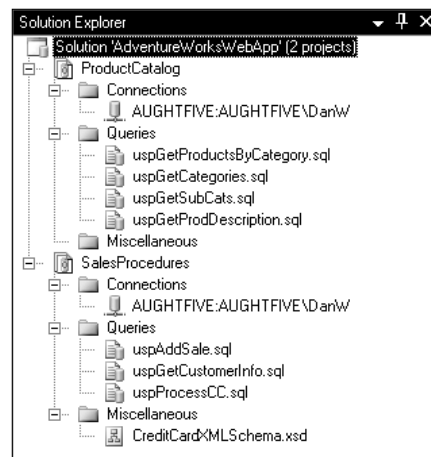 Solution Explorer
Solution 'AdventureWorksWebApp' (2 projects)
ProductCatalog
Connections
AUGHTFIVE:AUGHTFIVE\DanW
Queries
uspGetProductsByCategory.sql
uspGetCategories.sql
uspGetSubCats.sql
uspGetProdDescription.sql
Miscellaneous
SalesProcedures
Connections
AUGHTFIVE:AUGHTFIVE\DanW
Queries
uspAddSale.sql
uspGetCustomerInfo.sql
uspProcessCC.sql
Miscellaneous
CreditCardXMLSchema.xsd